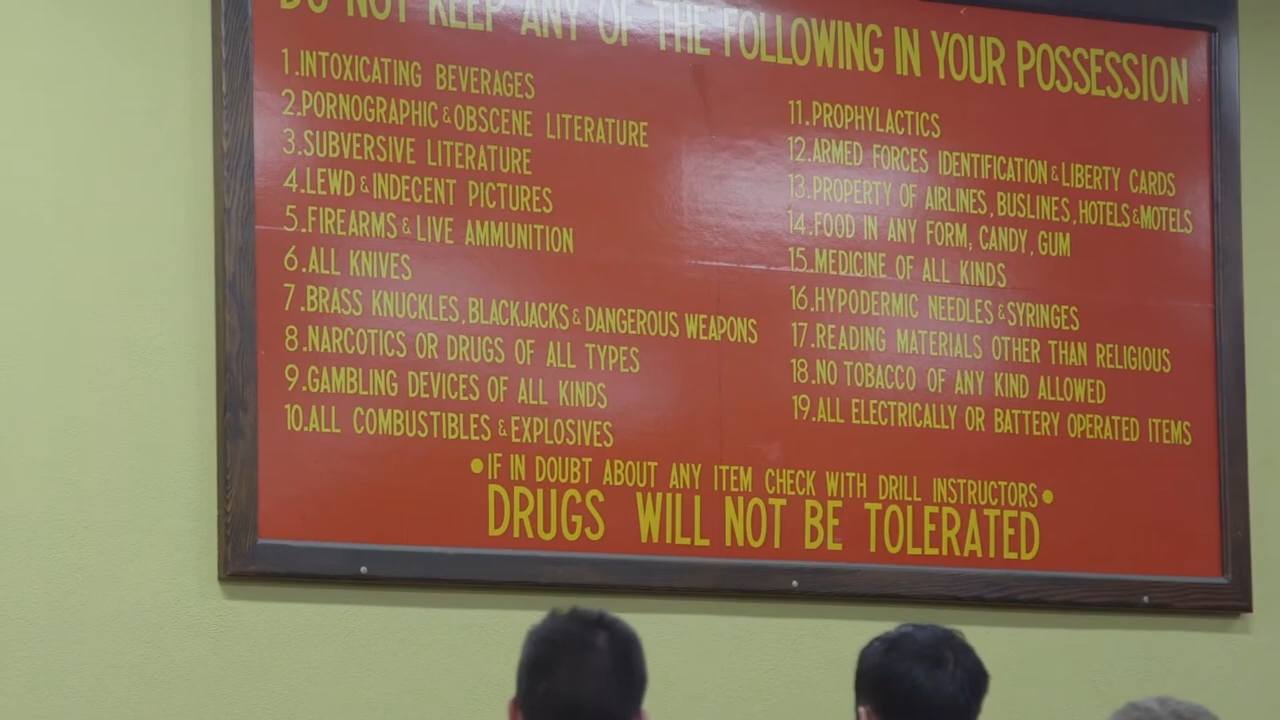 DO NOT KEEP ANY OF THE FOLLOWING IN YOUR POSSESSION
1.INTOXICATING BEVERAGES
2.PORNOGRAPHIC & OBSCENE LITERATURE
3.SUBVERSIVE LITERATURE
4.LEWD & INDECENT PICTURES
5.FIREARMS & LIVE AMMUNITION
6.ALL KNIVES
7.BRASS KNUCKLES, BLACKJACKS & DANGEROUS WEAPONS
8.NARCOTICS OR DRUGS OF ALL TYPES
9.GAMBLING DEVICES OF ALL KINDS
10.ALL COMBUSTIBLES & EXPLOSIVES
11.PROPHYLACTICS
12.ARMED FORCES IDENTIFICATION & LIBERTY CARDS
13.PROPERTY OF AIRLINES, BUSLINES, HOTELS & MOTELS
14.FOOD IN ANY FORM, CANDY, GUM
15.MEDICINE OF ALL KINDS
16.HYPODERMIC NEEDLES & SYRINGES
17.READING MATERIALS OTHER THAN RELIGIOUS
18.NO TOBACCO OF ANY KIND ALLOWED
19.ALL ELECTRICALLY OR BATTERY OPERATED ITEMS
•IF IN DOUBT ABOUT ANY ITEM CHECK WITH DRILL INSTRUCTORS•
DRUGS WILL NOT BE TOLERATED